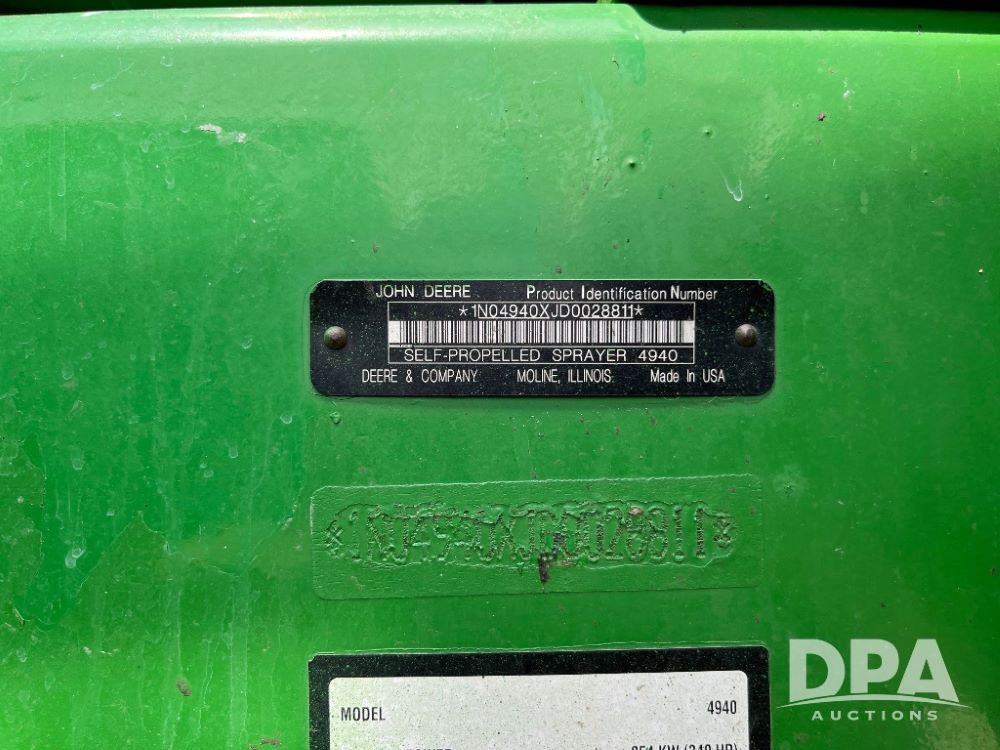 JOHN DEERE Product Identification Number
*1N04940XJD0028811*
SELF-PROPELLED SPRAYER 4940
DEERE & COMPANY MOLINE, ILLINOIS Made In USA
*1N04940XJD0028811*
MODEL 4940
DPA
AUCTIONS